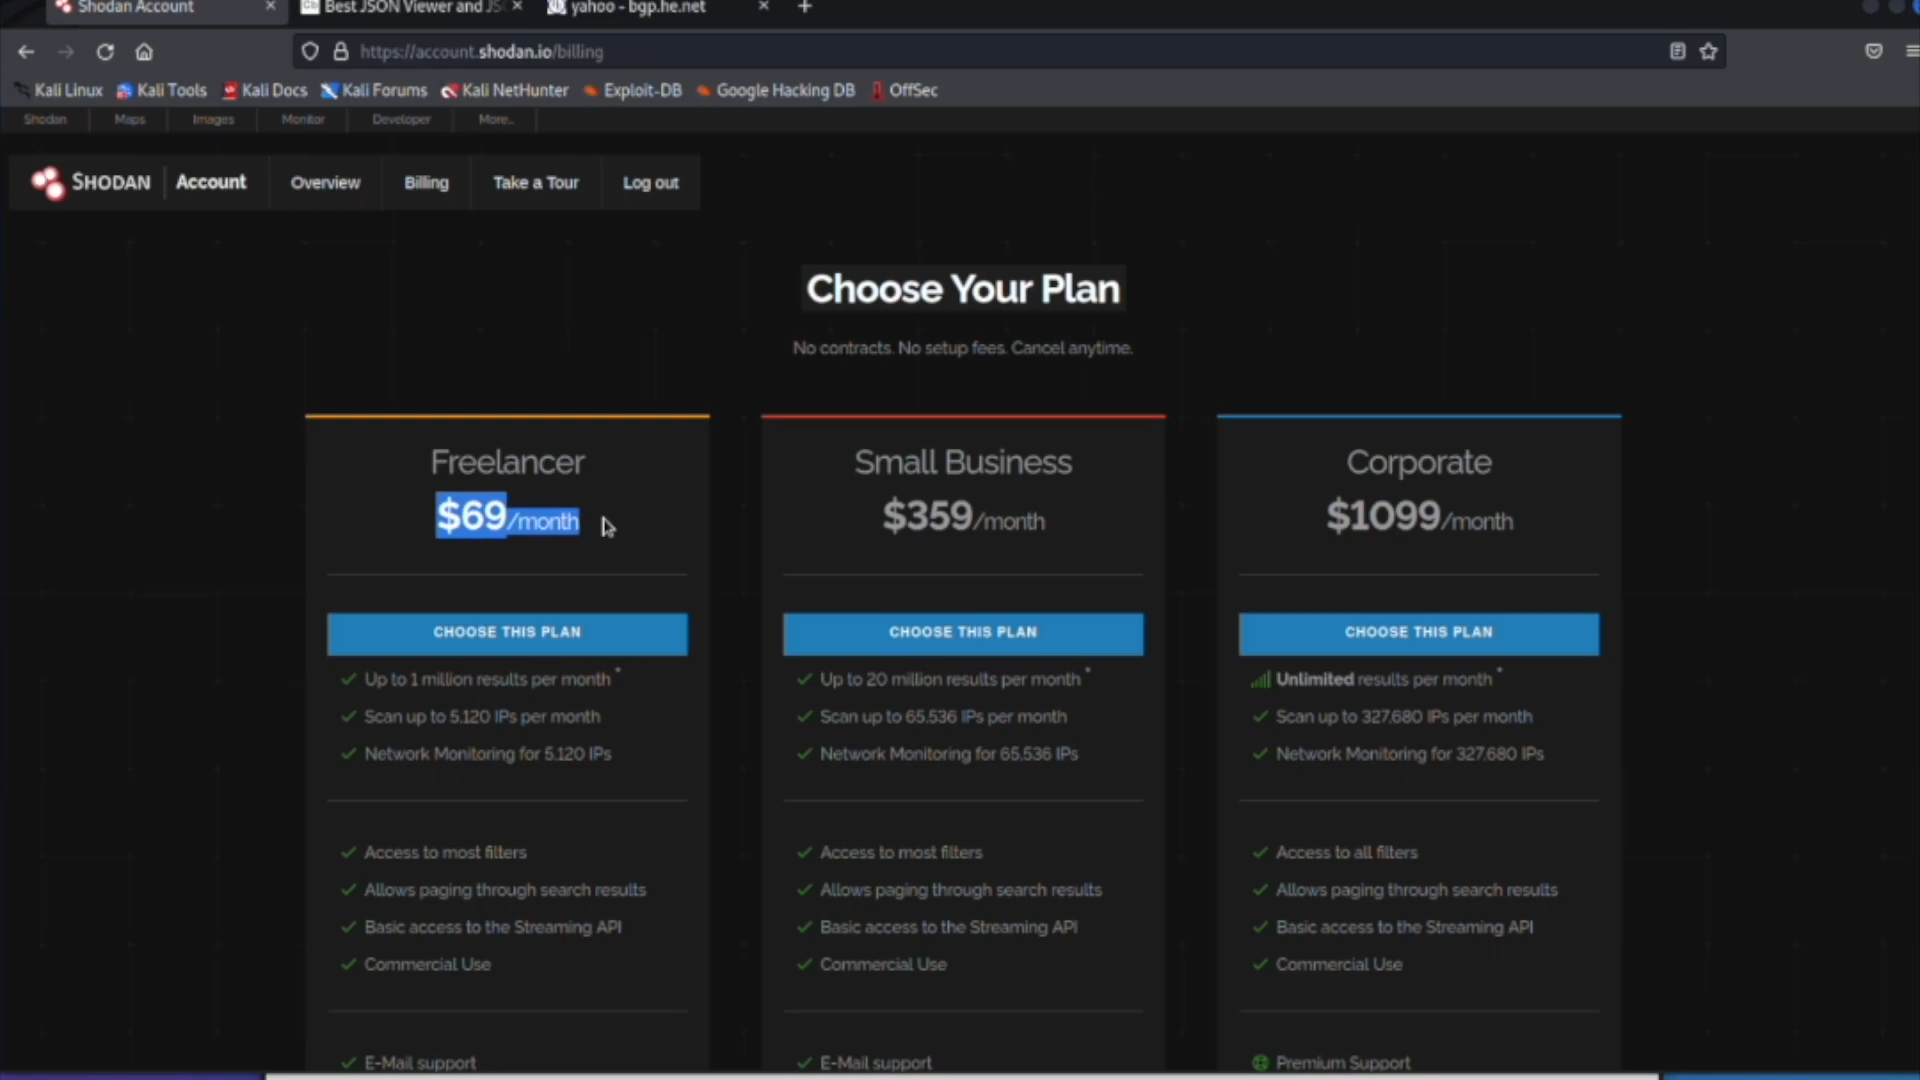 Shodan Account
Best JSON Viewer and JS
yahoo - bgp.he.net
https://account.shodan.io/billing
Kali Linux
Kali Tools
Kali Docs
Kali Forums
Kali NetHunter
Exploit-DB
Google Hacking DB
OffSec
Shodan
Maps
Images
Monitor
Developer
More...
SHODAN
Account
Overview
Billing
Take a Tour
Log out
Choose Your Plan
No contracts. No setup fees. Cancel anytime.
Freelancer
$69/month
CHOOSE THIS PLAN
Up to 1 million results per month *
Scan up to 5,120 IPs per month
Network Monitoring for 5,120 IPs
Access to most filters
Allows paging through search results
Basic access to the Streaming API
Commercial Use
E-Mail support
Small Business
$359/month
CHOOSE THIS PLAN
Up to 20 million results per month *
Scan up to 65,536 IPs per month
Network Monitoring for 65,536 IPs
Access to most filters
Allows paging through search results
Basic access to the Streaming API
Commercial Use
E-Mail support
Corporate
$1099/month
CHOOSE THIS PLAN
Unlimited results per month *
Scan up to 327,680 IPs per month
Network Monitoring for 327,680 IPs
Access to all filters
Allows paging through search results
Basic access to the Streaming API
Commercial Use
Premium Support